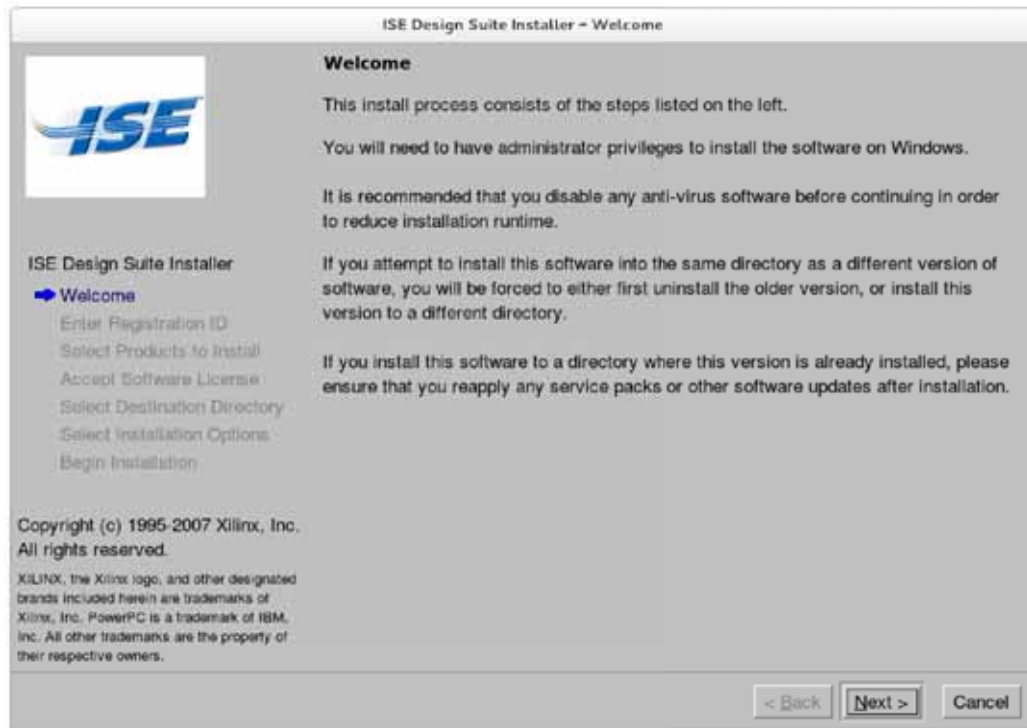 ISE Design Suite Installer - Welcome
ISE
ISE Design Suite Installer
Welcome
Enter Registration ID
Select Products to Install
Accept Software License
Select Destination Directory
Select Installation Options
Begin Installation
Copyright (c) 1995-2007 Xilinx, Inc.
All rights reserved.
XILINX, the Xilinx logo, and other designated
brands included herein are trademarks of
Xilinx, Inc. PowerPC is a trademark of IBM,
Inc. All other trademarks are the property of
their respective owners.
Welcome
This install process consists of the steps listed on the left.
You will need to have administrator privileges to install the software on Windows.
It is recommended that you disable any anti-virus software before continuing in order
to reduce installation runtime.
If you attempt to install this software into the same directory as a different version of
software, you will be forced to either first uninstall the older version, or install this
version to a different directory.
If you install this software to a directory where this version is already installed, please
ensure that you reapply any service packs or other software updates after installation.
< Back
Next >
Cancel